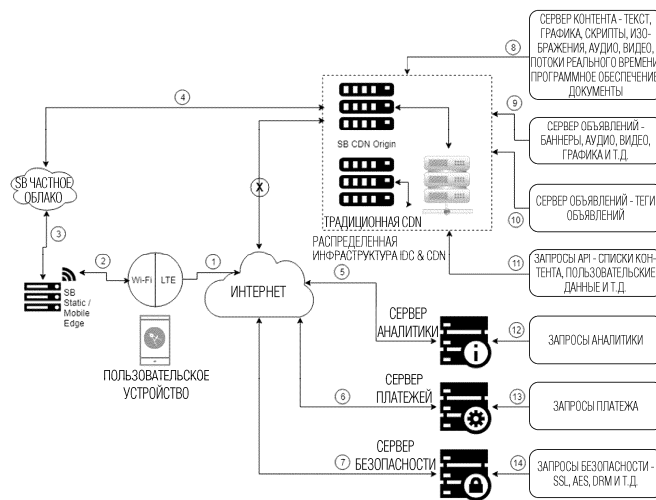 СЕРВЕР КОНТЕНТА - ТЕКСТ,
ГРАФИКА, СКРИПТЫ, ИЗО-
БРАЖЕНИЯ, АУДИО, ВИДЕО,
ПОТОКИ РЕАЛЬНОГО ВРЕМЕНИ,
ПРОГРАММНОЕ ОБЕСПЕЧЕНИЕ,
ДОКУМЕНТЫ
8
4
9
СЕРВЕР ОБЪЯВЛЕНИЙ -
БАННЕРЫ, АУДИО, ВИДЕО,
ГРАФИКА И Т.Д.
SB CDN Origin
X
SB ЧАСТНОЕ
ОБЛАКО
СЕРВЕР ОБЪЯВЛЕНИЙ - ТЕГИ
ОБЪЯВЛЕНИЙ
10
ТРАДИЦИОННАЯ CDN
РАСПРЕДЕЛЕННАЯ
ИНФРАСТРУКТУРА IDC & CDN
3
2
1
11
ЗАПРОСЫ API - СПИСКИ КОН-
ТЕНТА, ПОЛЬЗОВАТЕЛЬСКИЕ
ДАННЫЕ И Т.Д.
Wi-Fi
LTE
5
SB
Static /
Mobile
Edge
ИНТЕРНЕТ
СЕРВЕР
АНАЛИТИКИ
12
ЗАПРОСЫ АНАЛИТИКИ
ПОЛЬЗОВАТЕЛЬСКОЕ
УСТРОЙСТВО
6
СЕРВЕР
ПЛАТЕЖЕЙ
13
ЗАПРОСЫ ПЛАТЕЖА
7
СЕРВЕР
БЕЗОПАСНОСТИ
14
ЗАПРОСЫ БЕЗОПАСНОСТИ -
SSL, AES, DRM И Т.Д.